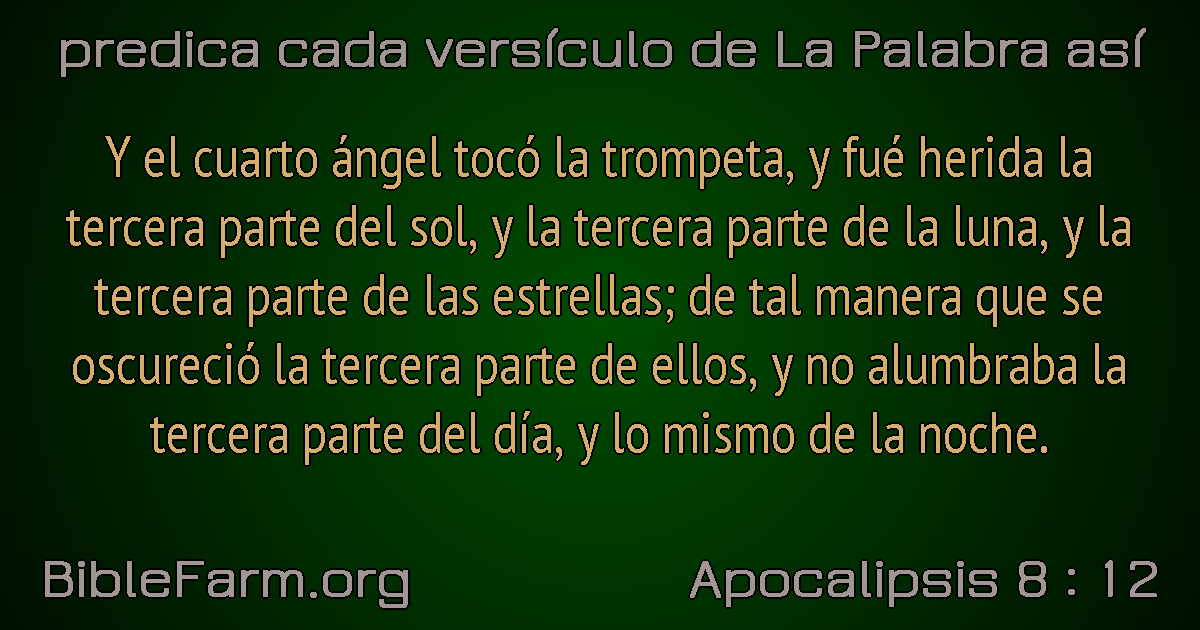 predica cada versículo de La Palabra así
Y el cuarto ángel tocó la trompeta, y fué herida la
tercera parte del sol, y la tercera parte de la luna, y la
tercera parte de las estrellas; de tal manera que se
oscureció la tercera parte de ellos, y no alumbraba la
tercera parte del día, y lo mismo de la noche.
BibleFarm.org
Apocalipsis 8 : 12